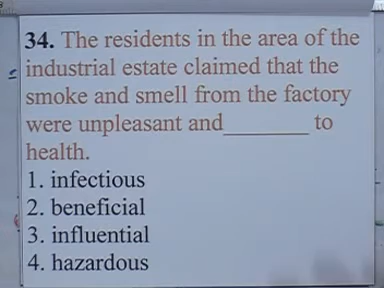 34. The residents in the area of the
industrial estate claimed that the
smoke and smell from the factory
were unpleasant and_______ to
health.
1. infectious
2. beneficial
3. influential
4. hazardous